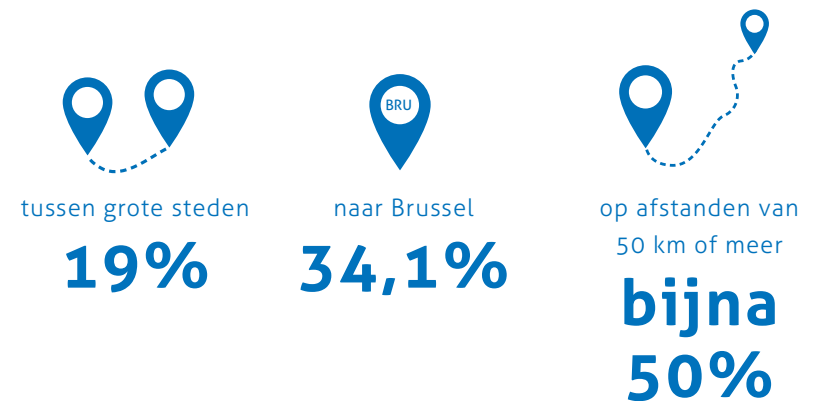 tussen grote steden
19%
BRU
naar Brussel
34,1%
op afstanden van
50 km of meer
bijna
50%